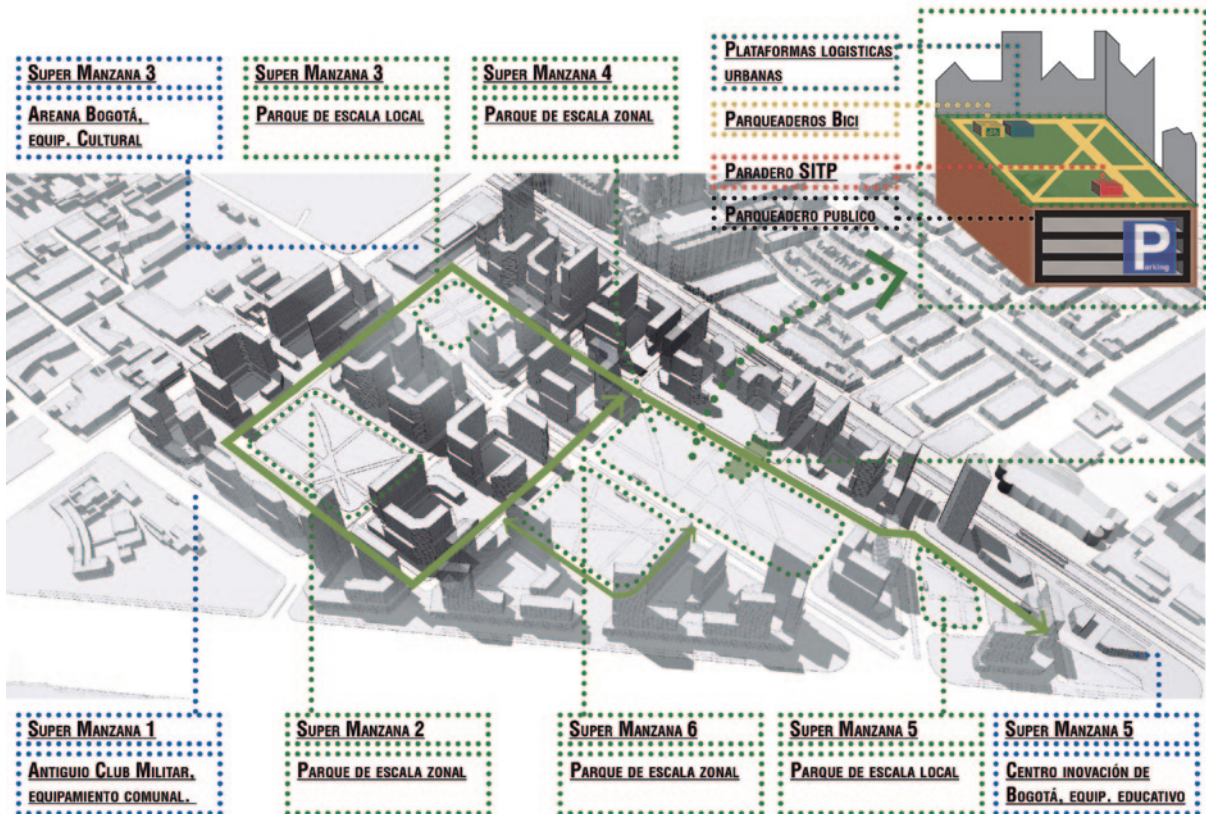 Super Manzana 3
Areana Bogotá,
equip. Cultural
Super Manzana 3
Parque de escala local
Super Manzana 4
Parque de escala zonal
Plataformas logisticas
urbanas
Parqueaderos Bici
Paradero SITP
Parqueadero publico
P
arking
Super Manzana 1
Antiguio Club Militar,
equipamiento comunal.
Super Manzana 2
Parque de escala zonal
Super Manzana 6
Parque de escala zonal
Super Manzana 5
Parque de escala local
Super Manzana 5
Centro inovación de
Bogotá, equip. educativo